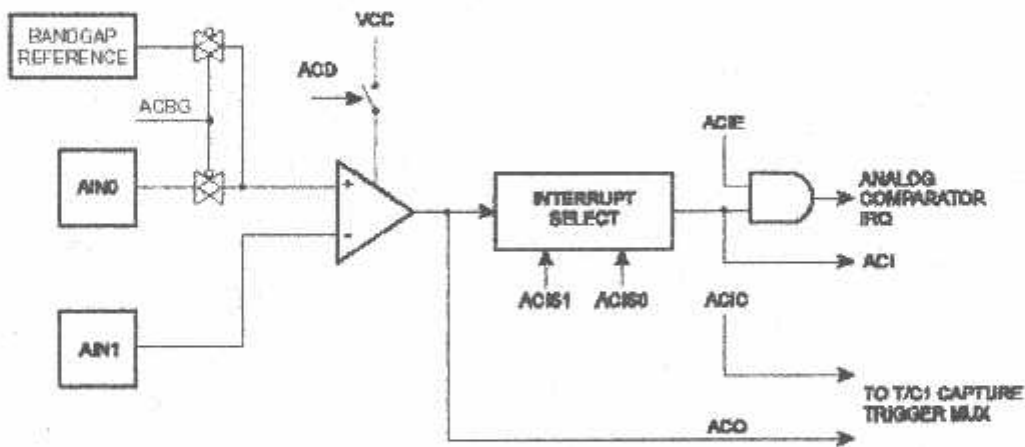 BANDGAP
REFERENCE
VCC
ACD
ACBG
AIN0
+
-
INTERRUPT
SELECT
ACIE
ANALOG
COMPARATOR
IRQ
ACI
ACIS1
ACIS0
ACIC
AIN1
TO T/C1 CAPTURE
TRIGGER MUX
ACO